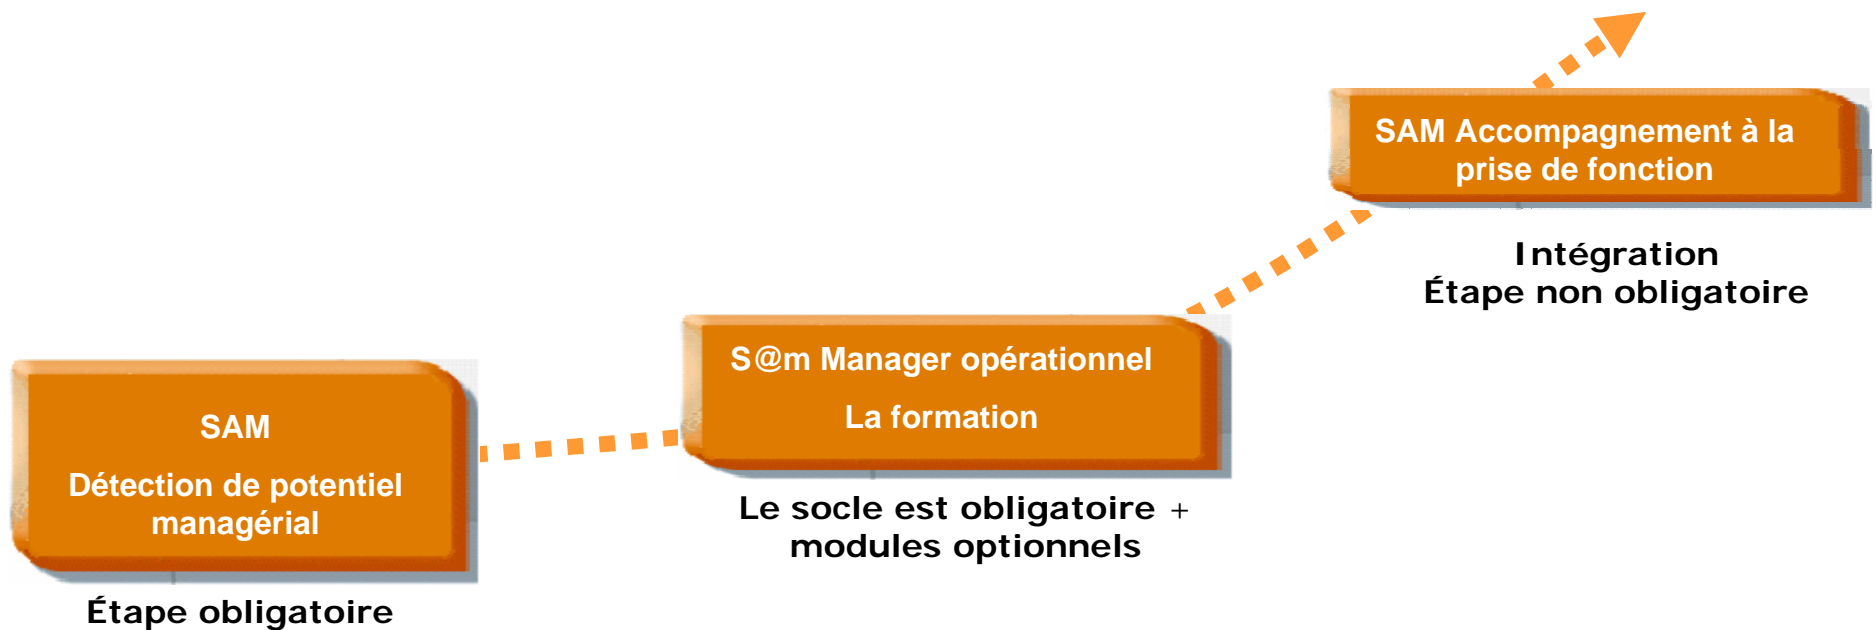 SAM
Détection de potentiel
managérial
Étape obligatoire
S@m Manager opérationnel
La formation
Le socle est obligatoire +
modules optionnels
SAM Accompagnement à la
prise de fonction
Intégration
Étape non obligatoire